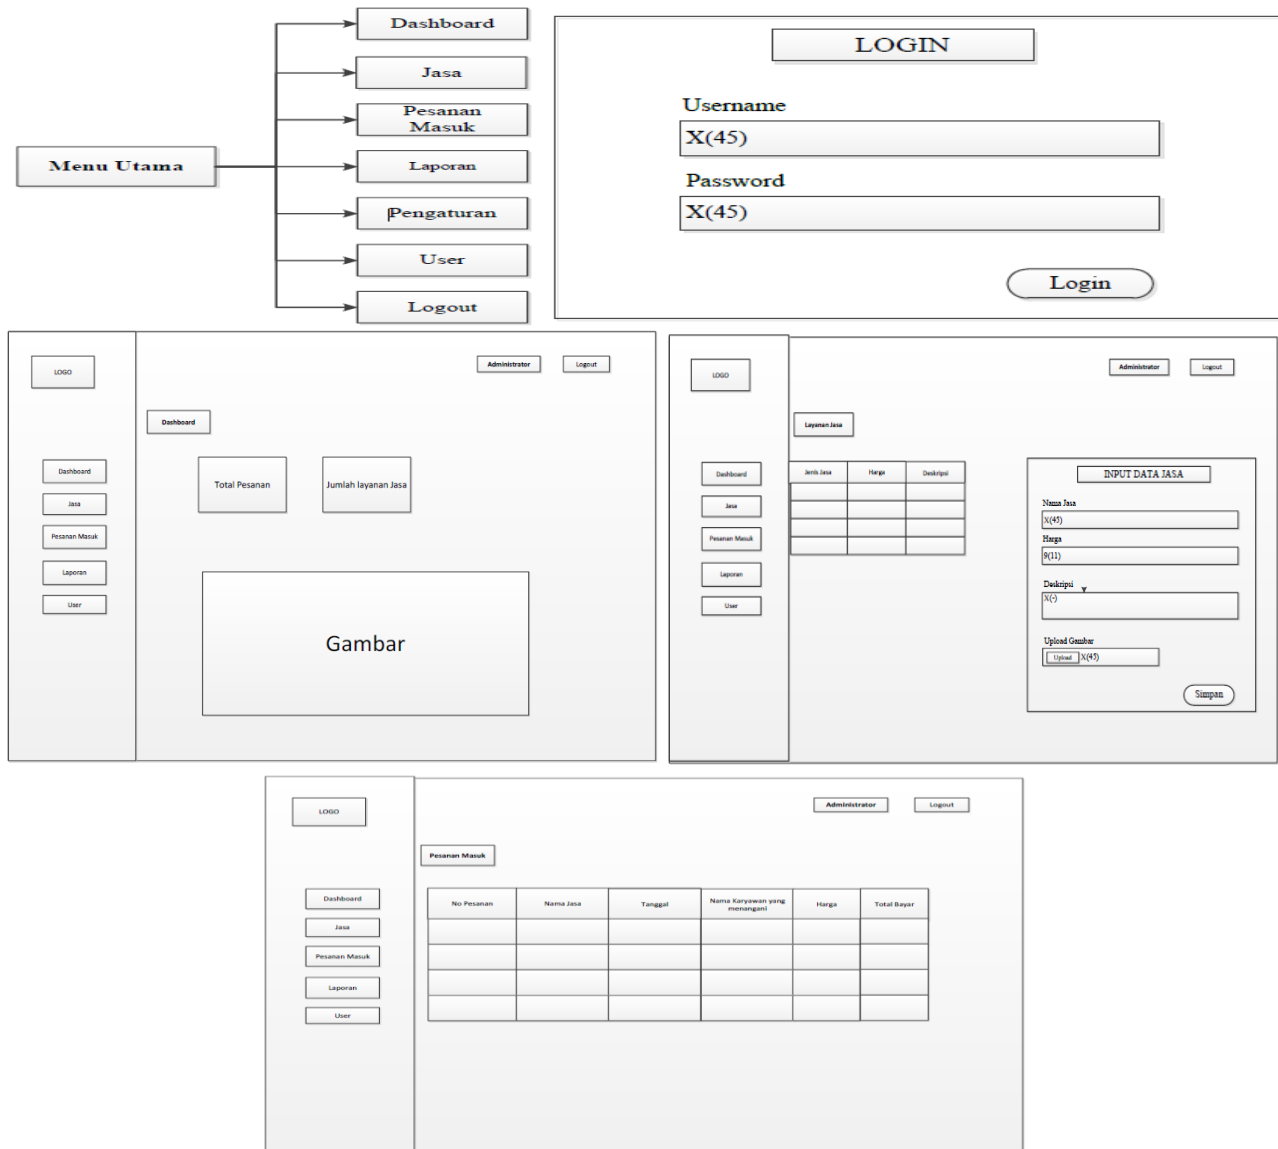 Dashboard
Jasa
Pesanan
Masuk
Menu Utama
Laporan
Pengaturan
User
Logout
LOGIN
Username
X(45)
Password
X(45)
Login
LOGO
Administrator
Logout
Dashboard
Dashboard
Jasa
Pesanan Masuk
Laporan
User
Total Pesanan
Jumlah layanan Jasa
Gambar
LOGO
Administrator
Logout
Layanan Jasa
Dashboard
Jasa
Pesanan Masuk
Laporan
User
Jenis Jasa
Harga
Deskripsi
INPUT DATA JASA
Nama Jasa
X(45)
Harga
9(11)
Deskripsi
X(-)
Upload Gambar
Upload X(45)
Simpan
LOGO
Administrator
Logout
Pesanan Masuk
Dashboard
Jasa
Pesanan Masuk
Laporan
User
No Pesanan
Nama Jasa
Tanggal
Nama Karyawan yang
menangani
Harga
Total Bayar